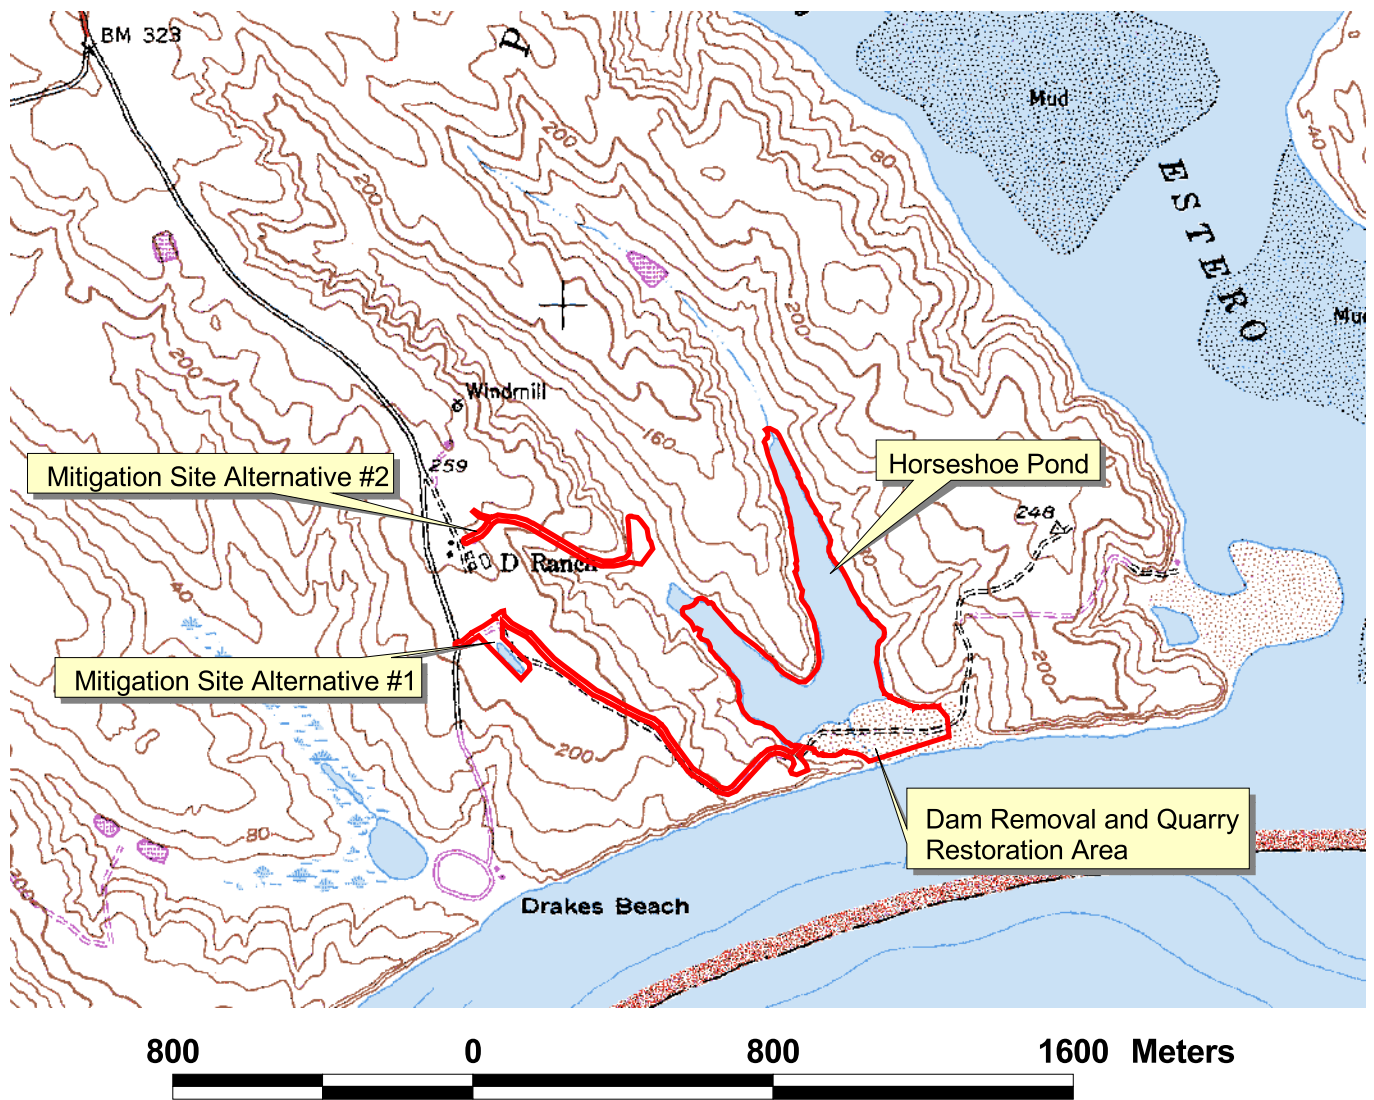 BM 323
P
Mud
80
200
40
ESTERO
200
Mud
200
200
Windmill
160
259
Mitigation Site Alternative #2
Horseshoe Pond
248
D Ranch
40
200
Mitigation Site Alternative #1
200
Dam Removal and Quarry
Restoration Area
80
200
Drakes Beach
800 0 800 1600 Meters